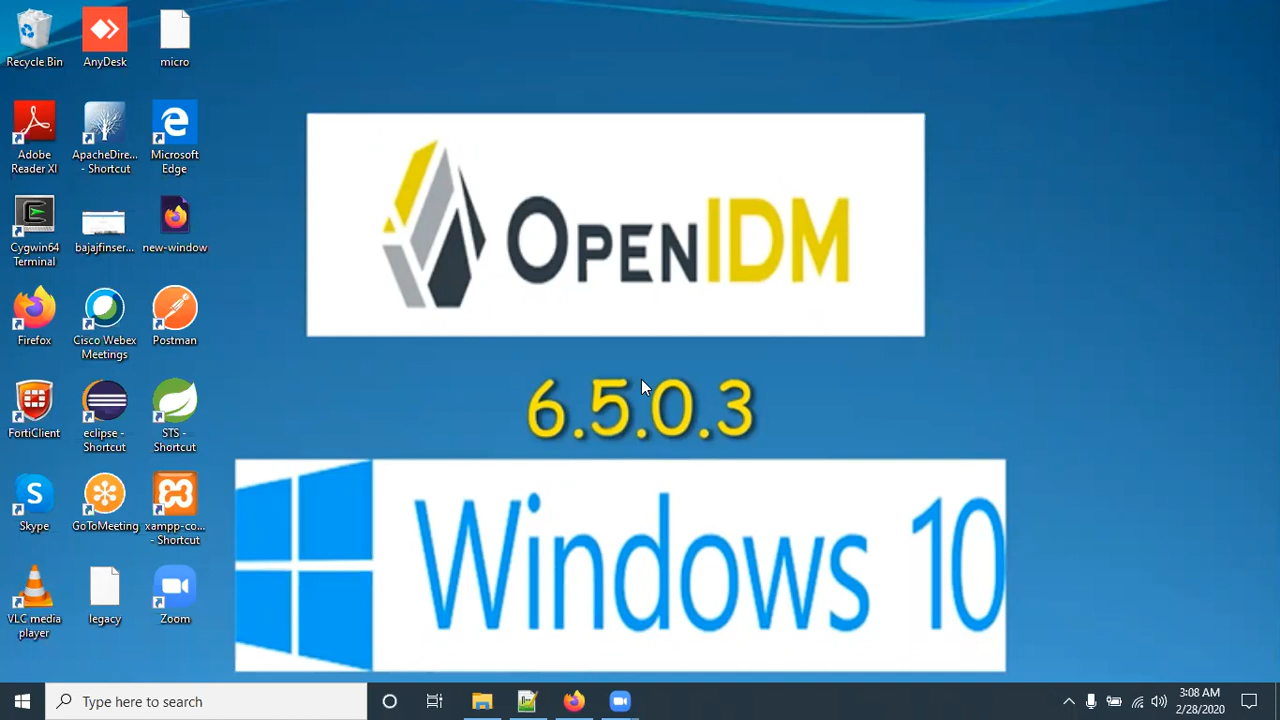 Recycle Bin
AnyDesk
micro
Adobe
Reader XI
ApacheDire...
- Shortcut
Microsoft
Edge
Cygwin64
Terminal
bajajfinser...
new-window
Firefox
Cisco Webex
Meetings
Postman
FortiClient
eclipse -
Shortcut
STS -
Shortcut
Skype
GoToMeeting
xampp-co...
- Shortcut
VLC media
player
legacy
Zoom
OPENIDM
6.5.0.3
Windows 10
Type here to search
3:08 AM
2/28/2020